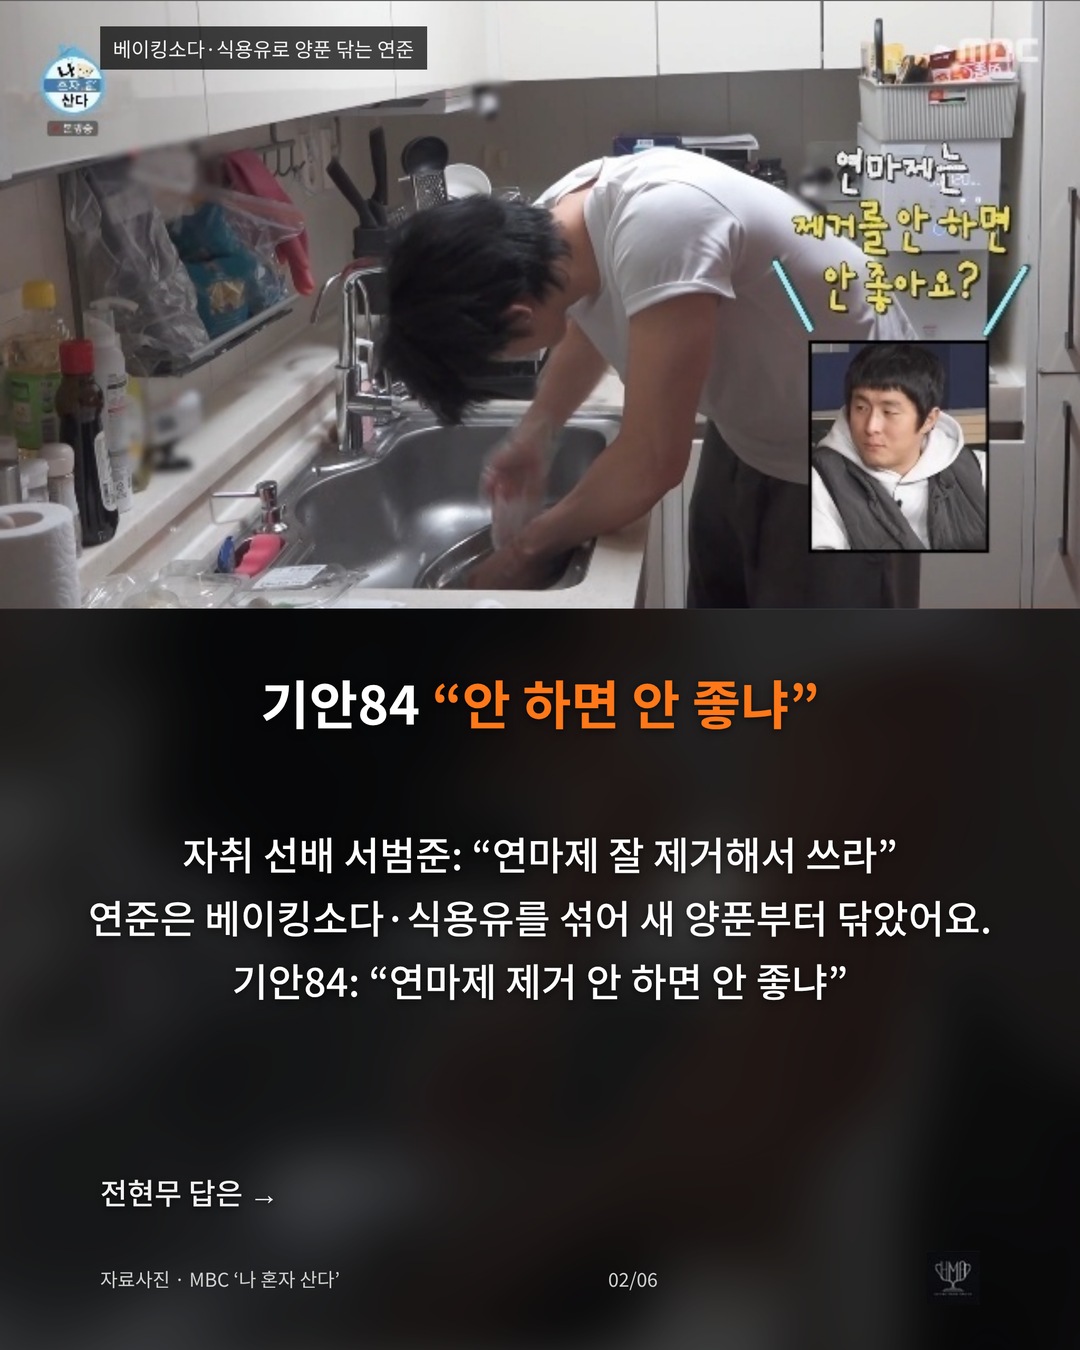 베이킹소다·식용유로 양푼 닦는 연준
MBC
나
혼자
산다
연마제는
제거를 안 하면
안 좋아요?
기안84 “안 하면 안 좋냐”
자취 선배 서범준: “연마제 잘 제거해서 쓰라”
연준은 베이킹소다·식용유를 섞어 새 양푼부터 닦았어요.
기안84: “연마제 제거 안 하면 안 좋냐”
전현무 답은 →
자료사진 · MBC ‘나 혼자 산다’
02/06